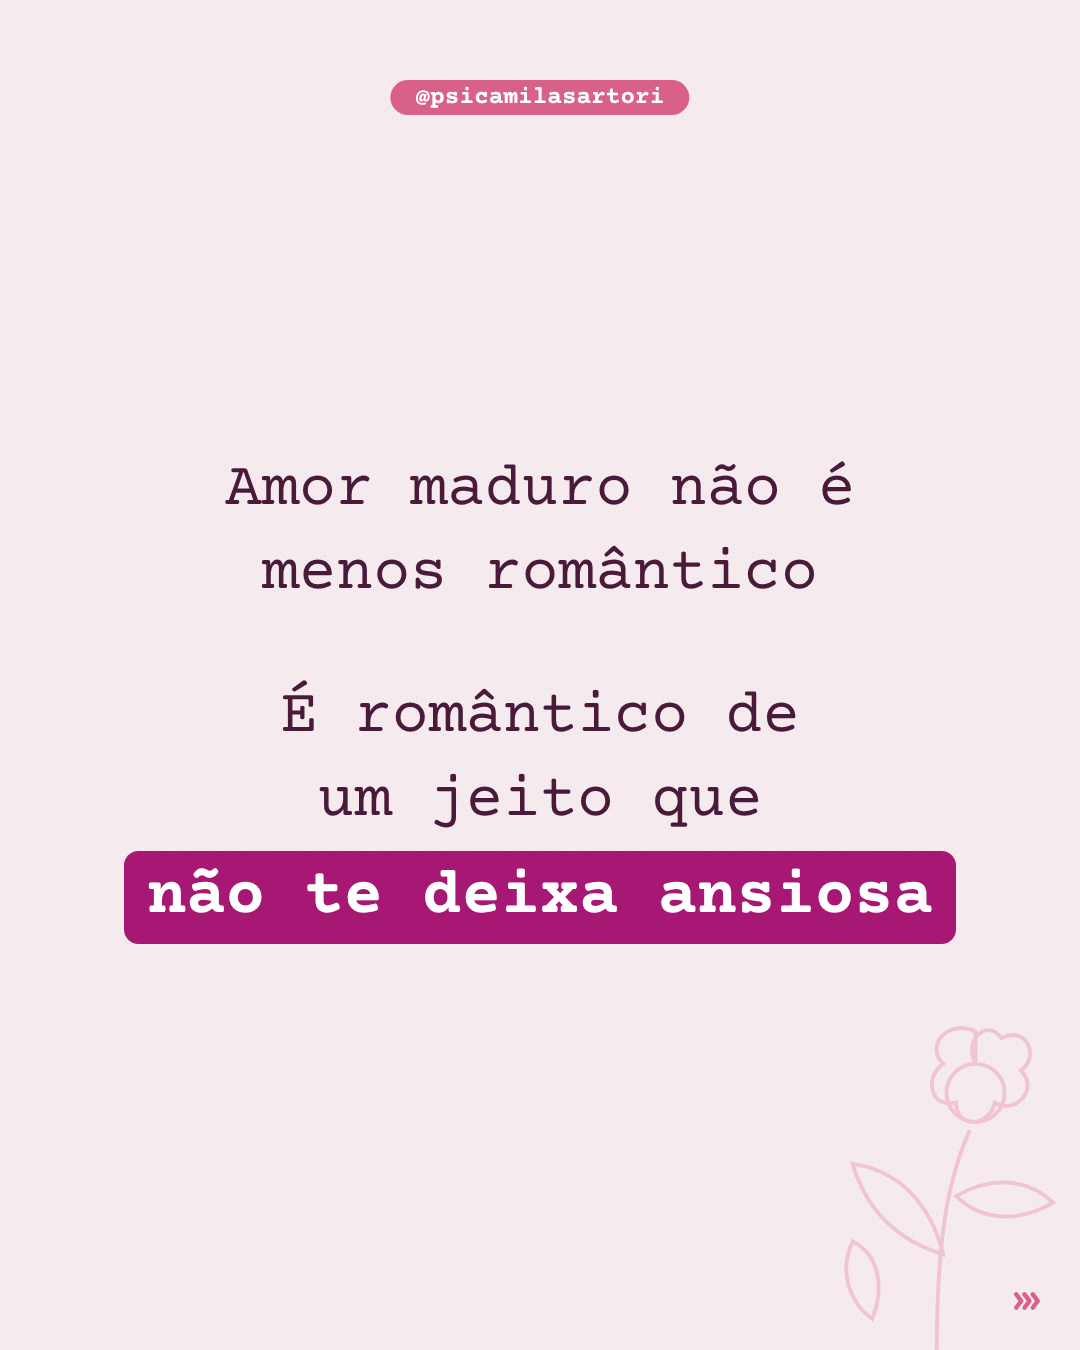 @psicamilasartori
Amor maduro não é
menos romântico
É romântico de
um jeito que
não te deixa ansiosa